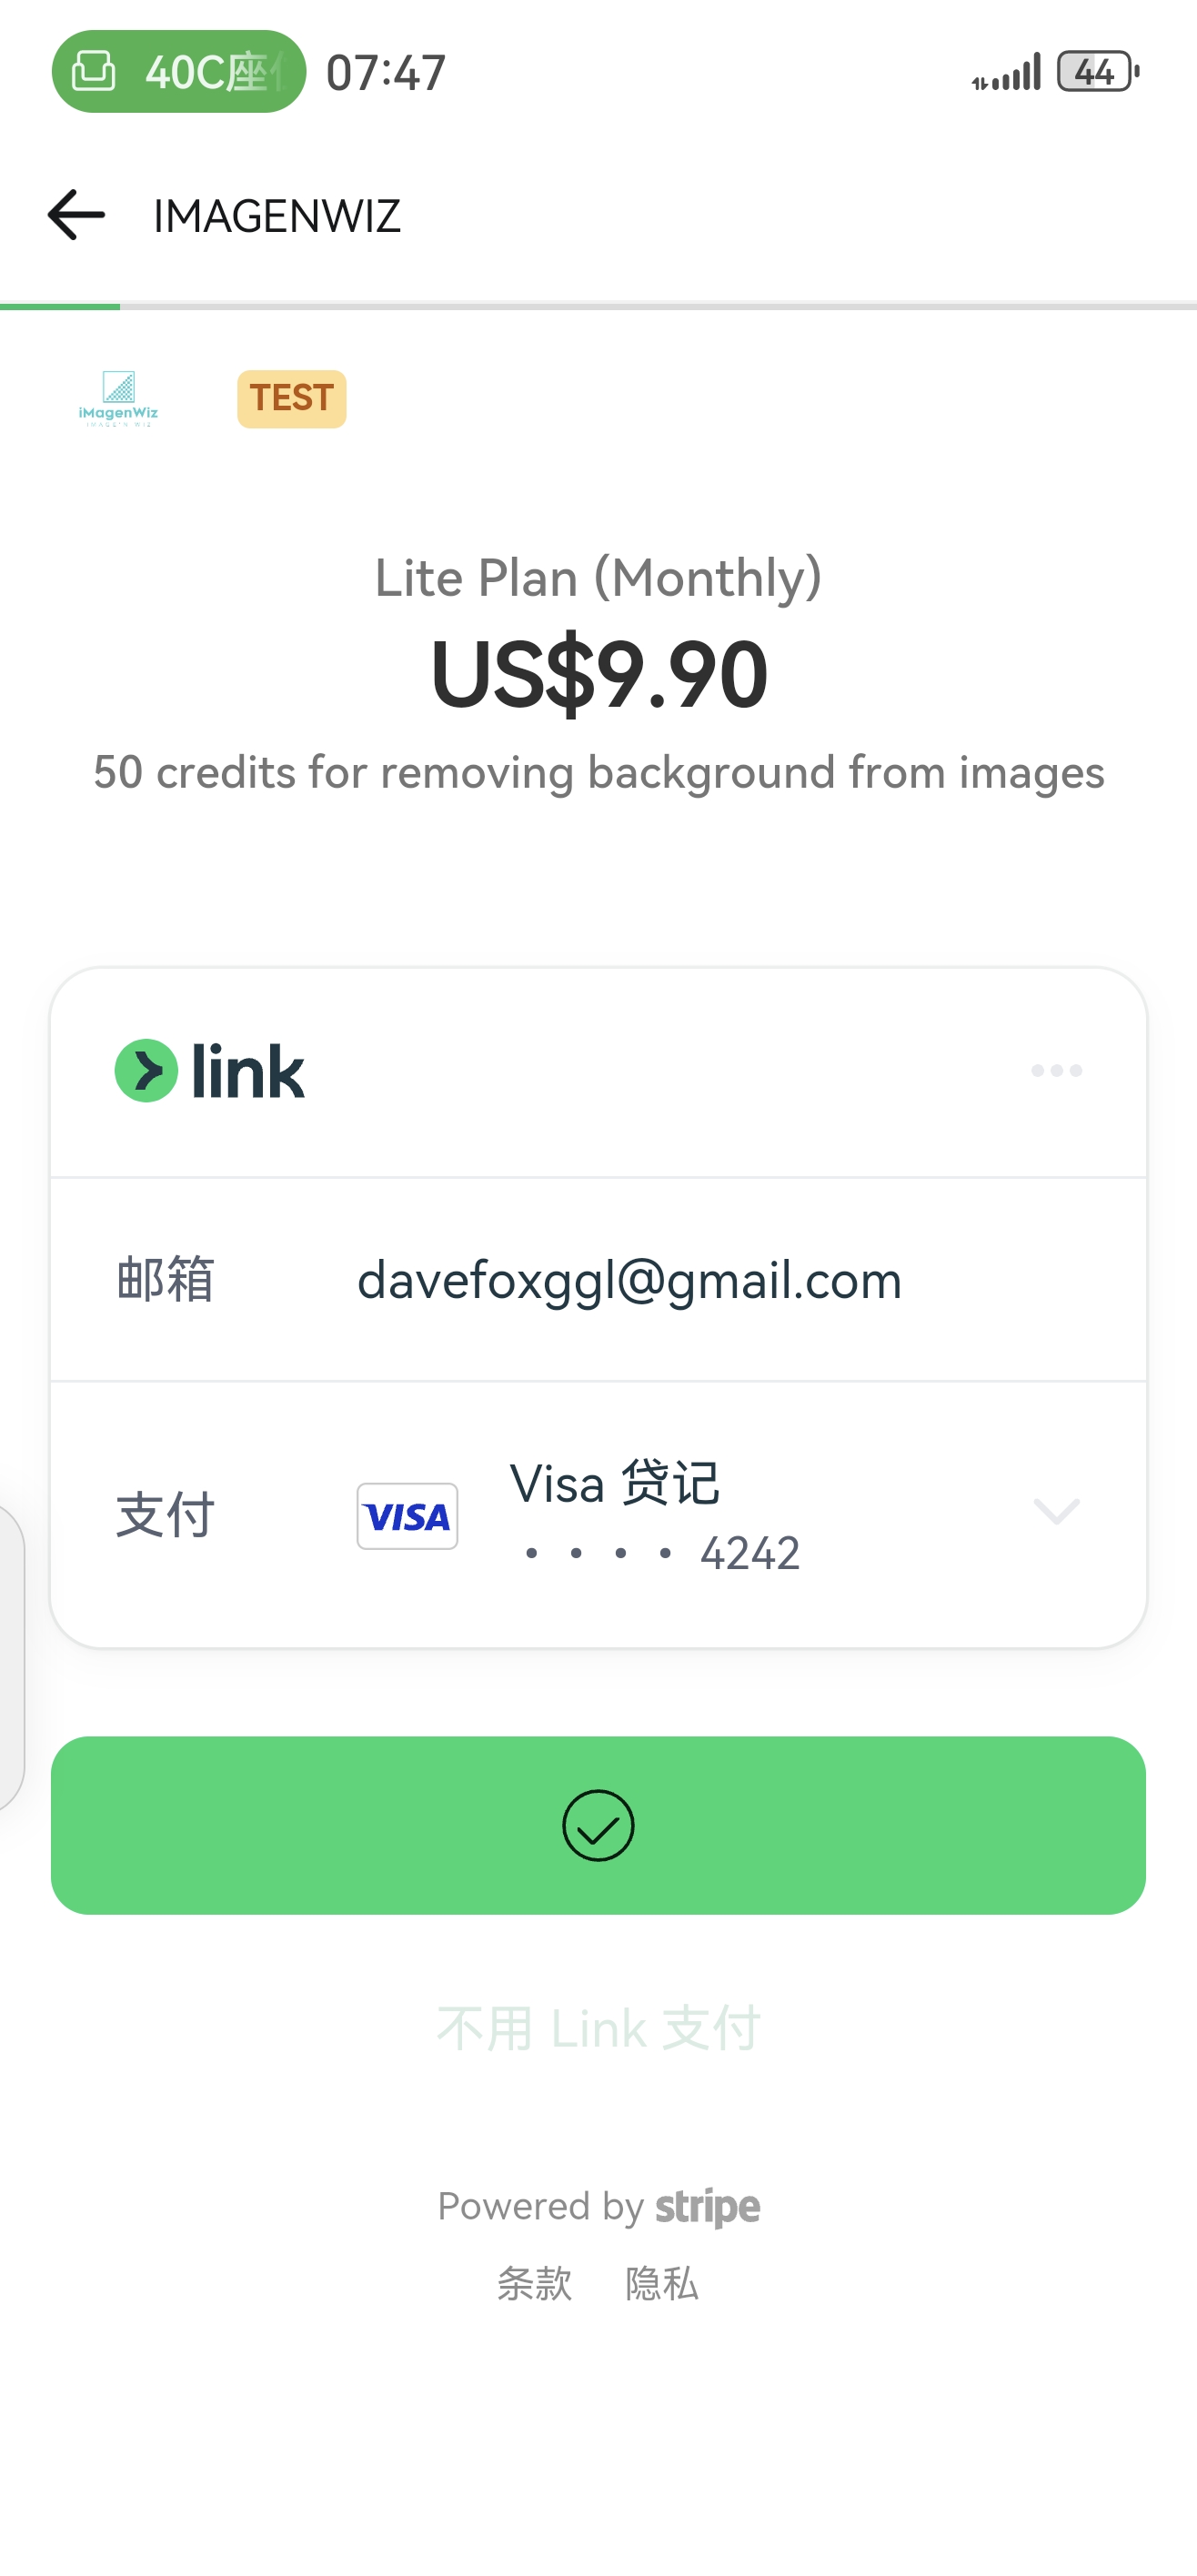 40C座 07:47 44
IMAGENWIZ
iMagenWiz
TEST
Lite Plan (Monthly)
US$9.90
50 credits for removing background from images
link
邮箱 davefoxggl@gmail.com
支付 VISA Visa 贷记
• • • • 4242
不用 Link 支付
Powered by stripe
条款 隐私